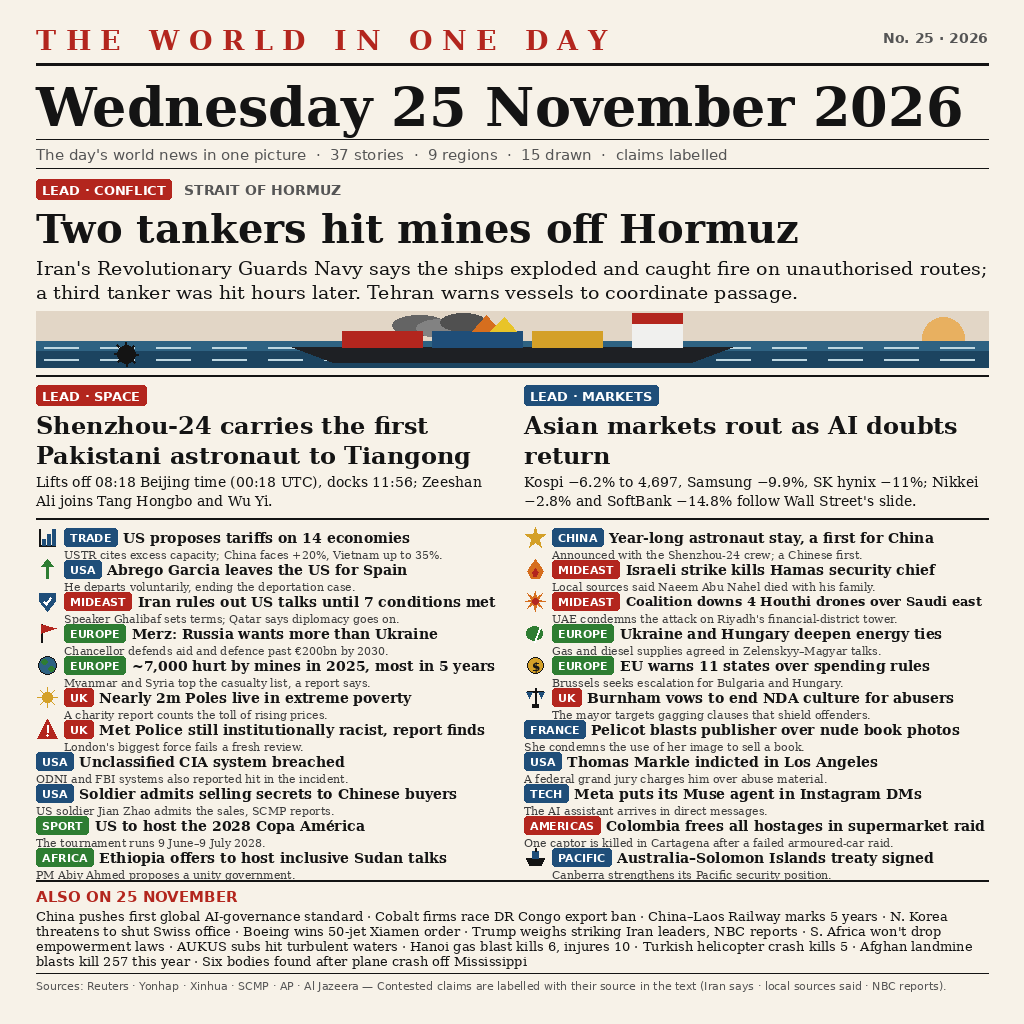 THE WORLD IN ONE DAY
No. 25 · 2026
Wednesday 25 November 2026
The day's world news in one picture · 37 stories · 9 regions · 15 drawn · claims labelled
LEAD · CONFLICT STRAIT OF HORMUZ
Two tankers hit mines off Hormuz
Iran's Revolutionary Guards Navy says the ships exploded and caught fire on unauthorised routes;
a third tanker was hit hours later. Tehran warns vessels to coordinate passage.
LEAD · SPACE
Shenzhou-24 carries the first
Pakistani astronaut to Tiangong
Lifts off 08:18 Beijing time (00:18 UTC), docks 11:56; Zeeshan
Ali joins Tang Hongbo and Wu Yi.
LEAD · MARKETS
Asian markets rout as AI doubts
return
Kospi −6.2% to 4,697, Samsung −9.9%, SK hynix −11%; Nikkei
−2.8% and SoftBank −14.8% follow Wall Street's slide.
TRADE US proposes tariffs on 14 economies
USTR cites excess capacity; China faces +20%, Vietnam up to 35%.
USA Abrego Garcia leaves the US for Spain
He departs voluntarily, ending the deportation case.
MIDEAST Iran rules out US talks until 7 conditions met
Speaker Ghalibaf sets terms; Qatar says diplomacy goes on.
EUROPE Merz: Russia wants more than Ukraine
Chancellor defends aid and defence past €200bn by 2030.
EUROPE ~7,000 hurt by mines in 2025, most in 5 years
Myanmar and Syria top the casualty list, a report says.
UK Nearly 2m Poles live in extreme poverty
A charity report counts the toll of rising prices.
UK Met Police still institutionally racist, report finds
London's biggest force fails a fresh review.
USA Unclassified CIA system breached
ODNI and FBI systems also reported hit in the incident.
USA Soldier admits selling secrets to Chinese buyers
US soldier Jian Zhao admits the sales, SCMP reports.
SPORT US to host the 2028 Copa América
The tournament runs 9 June–9 July 2028.
AFRICA Ethiopia offers to host inclusive Sudan talks
PM Abiy Ahmed proposes a unity government.
CHINA Year-long astronaut stay, a first for China
Announced with the Shenzhou-24 crew; a Chinese first.
MIDEAST Israeli strike kills Hamas security chief
Local sources said Naeem Abu Nahel died with his family.
MIDEAST Coalition downs 4 Houthi drones over Saudi east
UAE condemns the attack on Riyadh's financial-district tower.
EUROPE Ukraine and Hungary deepen energy ties
Gas and diesel supplies agreed in Zelenskyy–Magyar talks.
$ EUROPE EU warns 11 states over spending rules
Brussels seeks escalation for Bulgaria and Hungary.
UK Burnham vows to end NDA culture for abusers
The mayor targets gagging clauses that shield offenders.
FRANCE Pelicot blasts publisher over nude book photos
She condemns the use of her image to sell a book.
USA Thomas Markle indicted in Los Angeles
A federal grand jury charges him over abuse material.
TECH Meta puts its Muse agent in Instagram DMs
The AI assistant arrives in direct messages.
AMERICAS Colombia frees all hostages in supermarket raid
One captor is killed in Cartagena after a failed armoured-car raid.
PACIFIC Australia–Solomon Islands treaty signed
Canberra strengthens its Pacific security position.
ALSO ON 25 NOVEMBER
China pushes first global AI-governance standard · Cobalt firms race DR Congo export ban · China–Laos Railway marks 5 years · N. Korea
threatens to shut Swiss office · Boeing wins 50-jet Xiamen order · Trump weighs striking Iran leaders, NBC reports · S. Africa won't drop
empowerment laws · AUKUS subs hit turbulent waters · Hanoi gas blast kills 6, injures 10 · Turkish helicopter crash kills 5 · Afghan landmine
blasts kill 257 this year · Six bodies found after plane crash off Mississippi
Sources: Reuters · Yonhap · Xinhua · SCMP · AP · Al Jazeera — Contested claims are labelled with their source in the text (Iran says · local sources said · NBC reports).